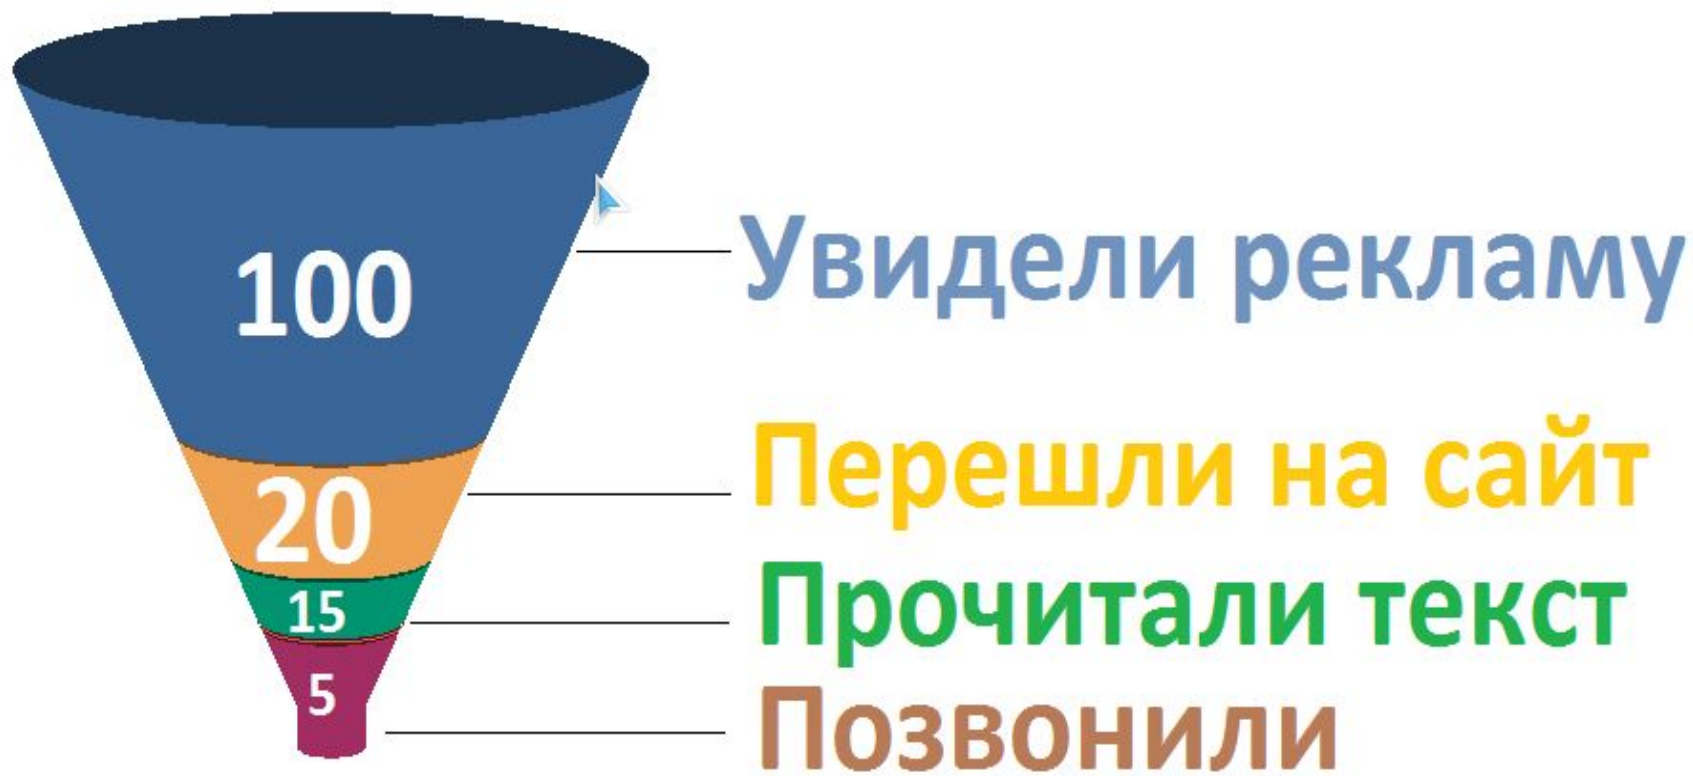 100
Увидели рекламу
20
Перешли на сайт
15
Прочитали текст
5
Позвонили